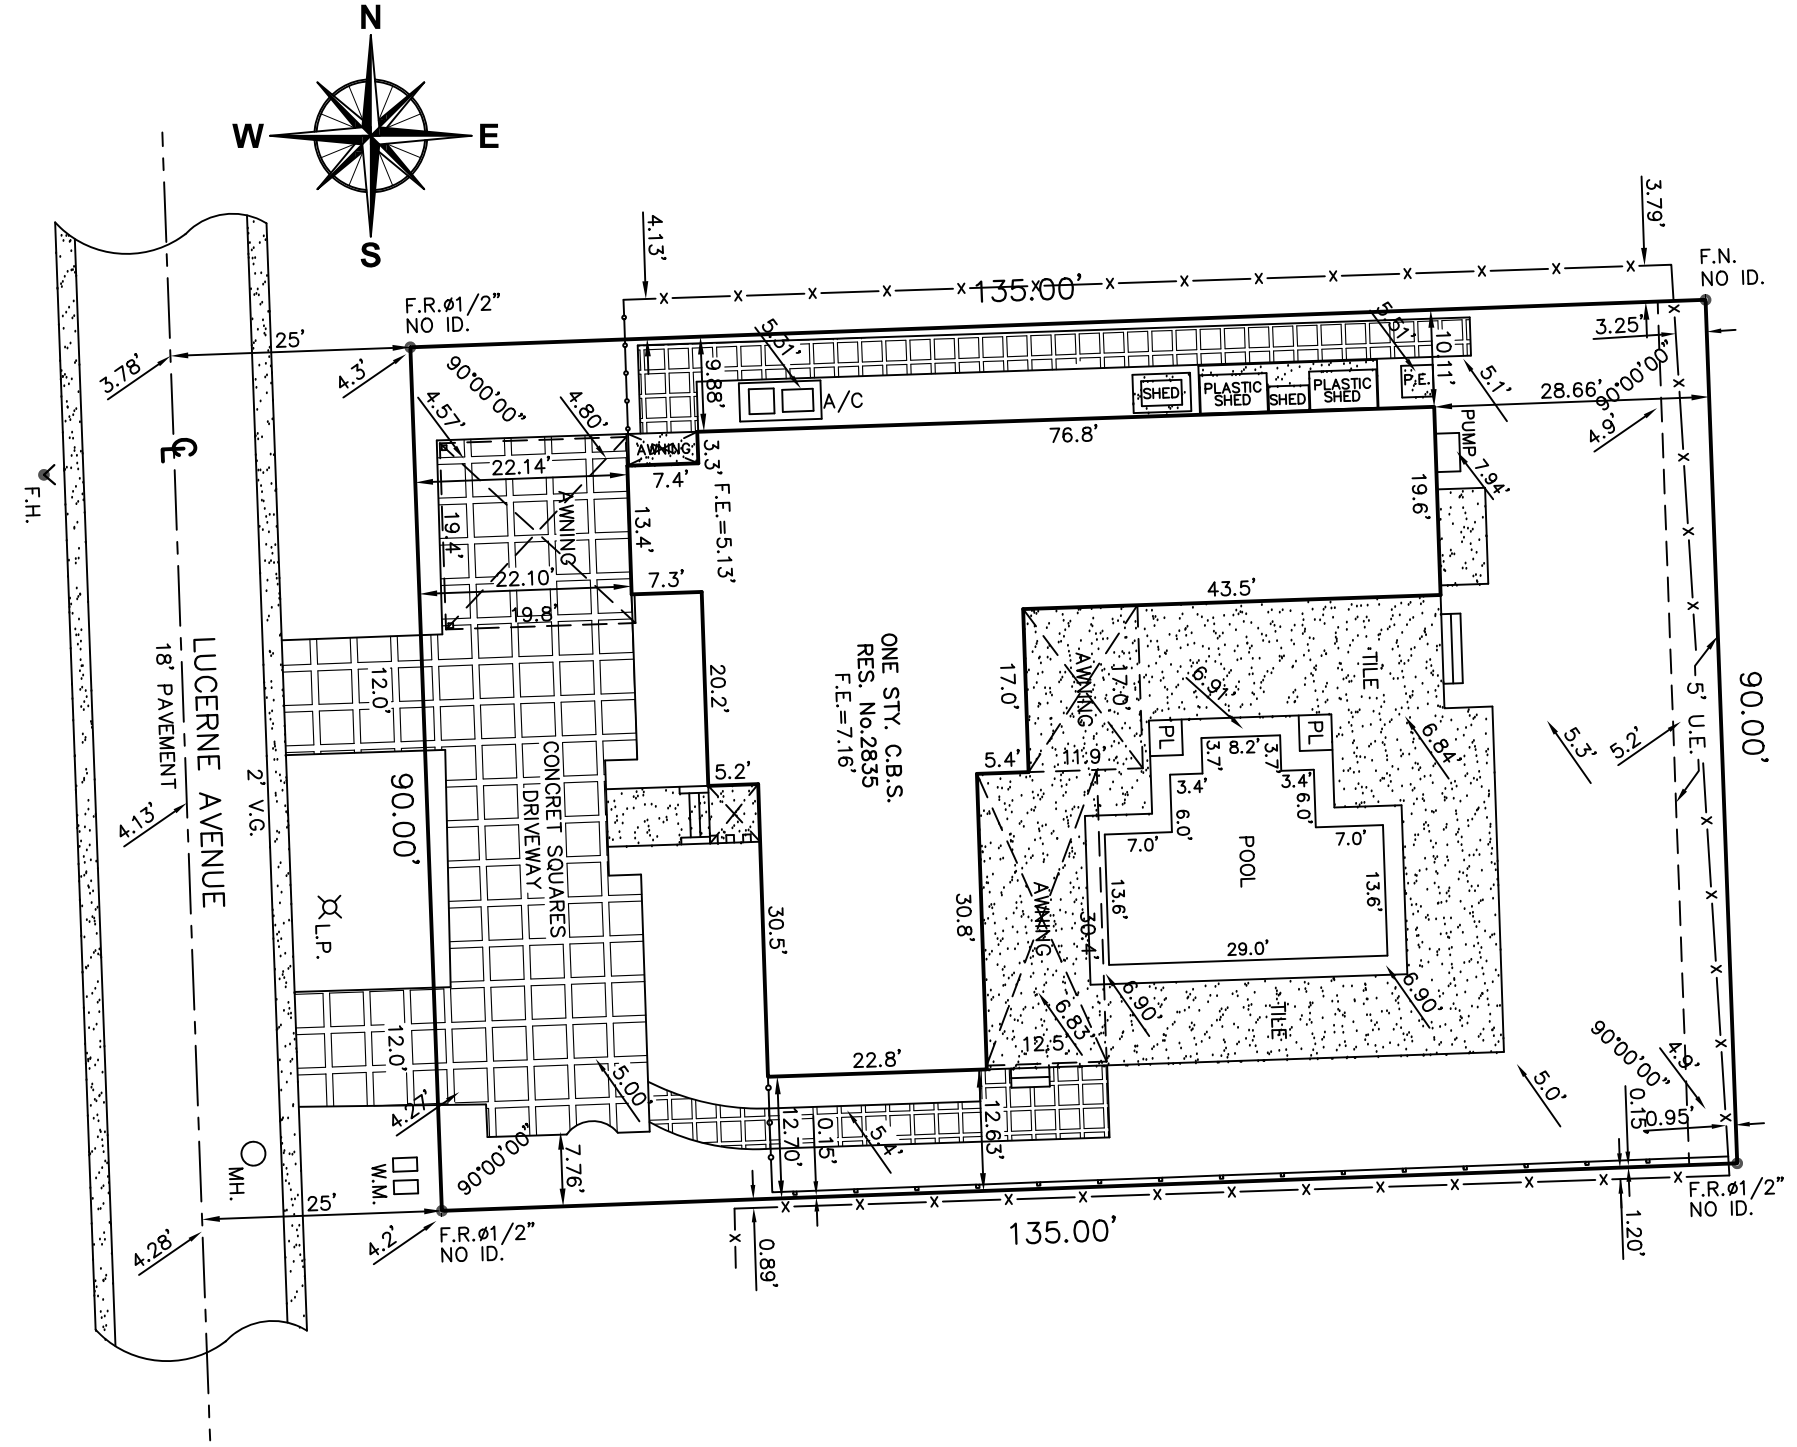 N
W
E
S
3.79'
4.13'
F.N.
NO ID.
135.00'
F.R.ø1/2"
NO ID.
25'
3.78'
4.3'
90°00'00"
4.57'
4.80'
9.88'
5.31'
5.51'
10.11'
5.1'
3.25'
90°00'00"
28.66'
4.9'
A/C
SHED
PLASTIC
SHED
SHED
PLASTIC
SHED
P.E.
76.8'
PUMP
7.94'
19.6'
AWNING
3.3'
7.4'
22.14'
13.4'
F.E.=5.13'
19.4'
AWNING
22.10'
7.3'
19.8'
43.5'
℄
F.H.
LUCERNE AVENUE
18' PAVEMENT
2' V.G.
12.0'
20.2'
ONE STY. C.B.S.
RES. No.2835
F.E.=7.16'
17.0'
AWNING
17.0'
TILE
6.91'
6.84'
PL
PL
8.2'
3.7'
3.7'
3.4'
3.4'
6.0'
6.0'
7.0'
7.0'
POOL
13.6'
13.6'
29.0'
5.4'
11.9'
5.2'
CONCRET SQUARES
DRIVEWAY
90.00'
4.13'
L.P.
30.5'
30.8'
AWNING
30.4'
6.90'
6.90'
6.83'
TILE
12.5'
22.8'
5' U.E.
90.00'
5.3'
5.2'
5.0'
90°00'00"
4.9'
0.15'
0.95'
12.0'
4.27'
5.00'
12.70'
0.15'
5.4'
12.63'
MH.
W.M.
90°00'00"
7.76'
25'
4.28'
4.2'
F.R.ø1/2"
NO ID.
0.89'
135.00'
1.20'
F.R.ø1/2"
NO ID.